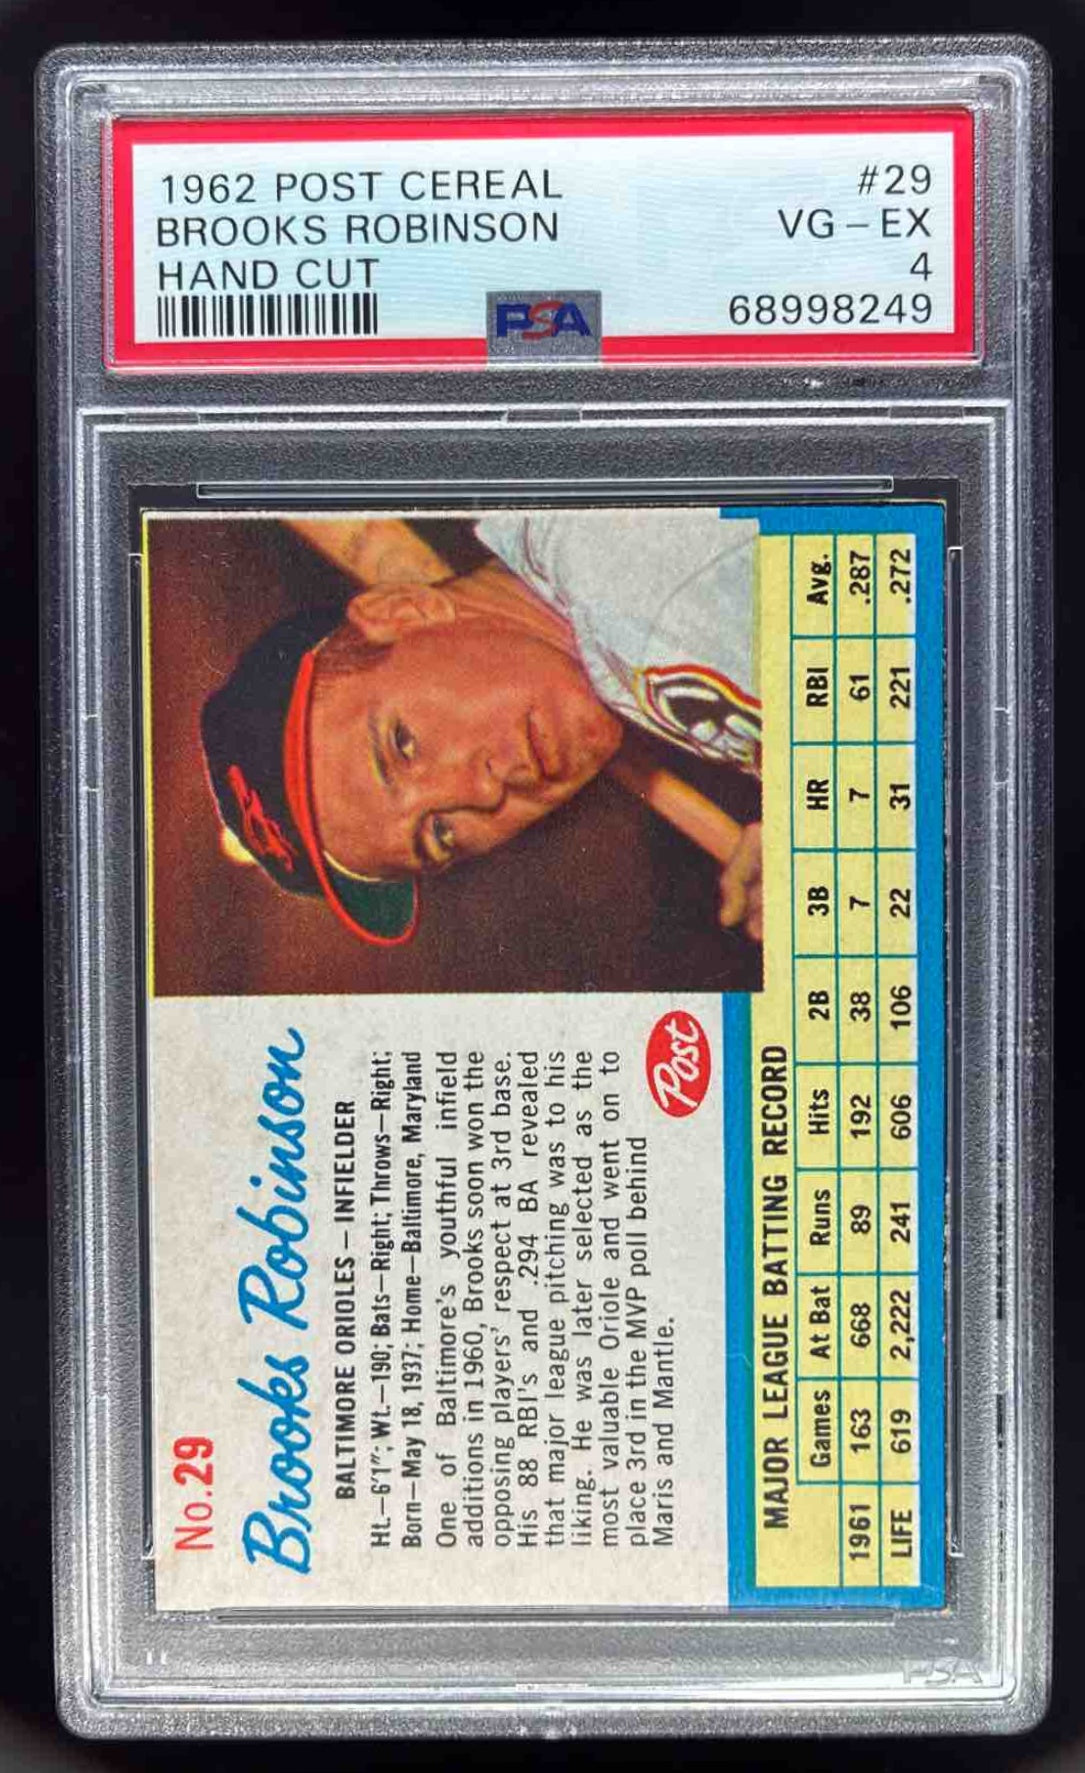 1962 POST CEREAL #29
BROOKS ROBINSON VG - EX
HAND CUT 4
PSA 68998249
No.29
Brooks Robinson
BALTIMORE ORIOLES — INFIELDER
Ht.—6'1"; Wt.—190; Bats—Right; Throws—Right;
Born—May 18, 1937; Home—Baltimore, Maryland
One of Baltimore's youthful infield
additions in 1960, Brooks soon won the
opposing players' respect at 3rd base.
His 88 RBI's and .294 BA revealed
that major league pitching was to his
liking. He was later selected as the
most valuable Oriole and went on to
place 3rd in the MVP poll behind
Maris and Mantle.
Post
MAJOR LEAGUE BATTING RECORD
Games At Bat Runs Hits 2B 3B HR RBI Avg.
1961 163 668 89 192 38 7 7 61 .287
LIFE 619 2,222 241 606 106 22 31 221 .272
PSA